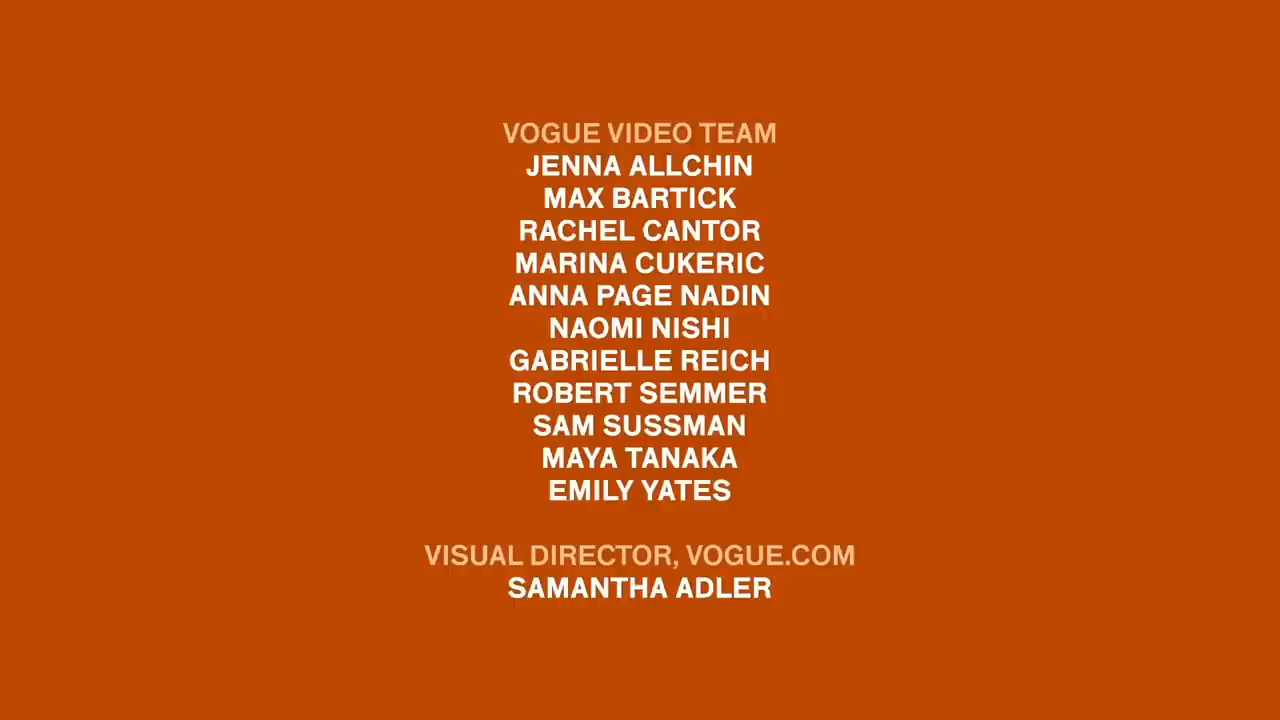 VOGUE VIDEO TEAM
JENNA ALLCHIN
MAX BARTICK
RACHEL CANTOR
MARINA CUKERIC
ANNA PAGE NADIN
NAOMI NISHI
GABRIELLE REICH
ROBERT SEMMER
SAM SUSSMAN
MAYA TANAKA
EMILY YATES
VISUAL DIRECTOR, VOGUE.COM
SAMANTHA ADLER